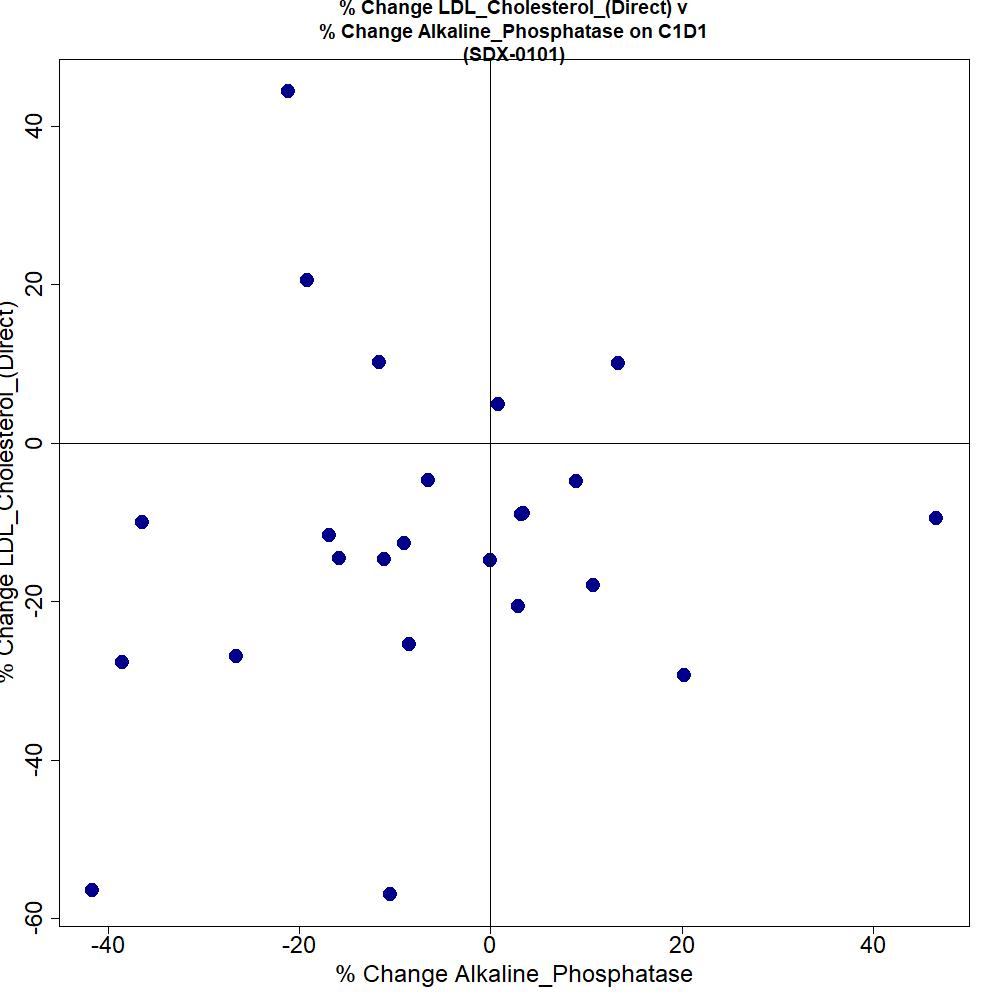 % Change LDL_Cholesterol_(Direct) v
% Change Alkaline_Phosphatase on C1D1
(SDX-0101)
% Change LDL_Cholesterol_(Direct)
40
20
0
-20
-40
-60
-40 -20 0 20 40
% Change Alkaline_Phosphatase